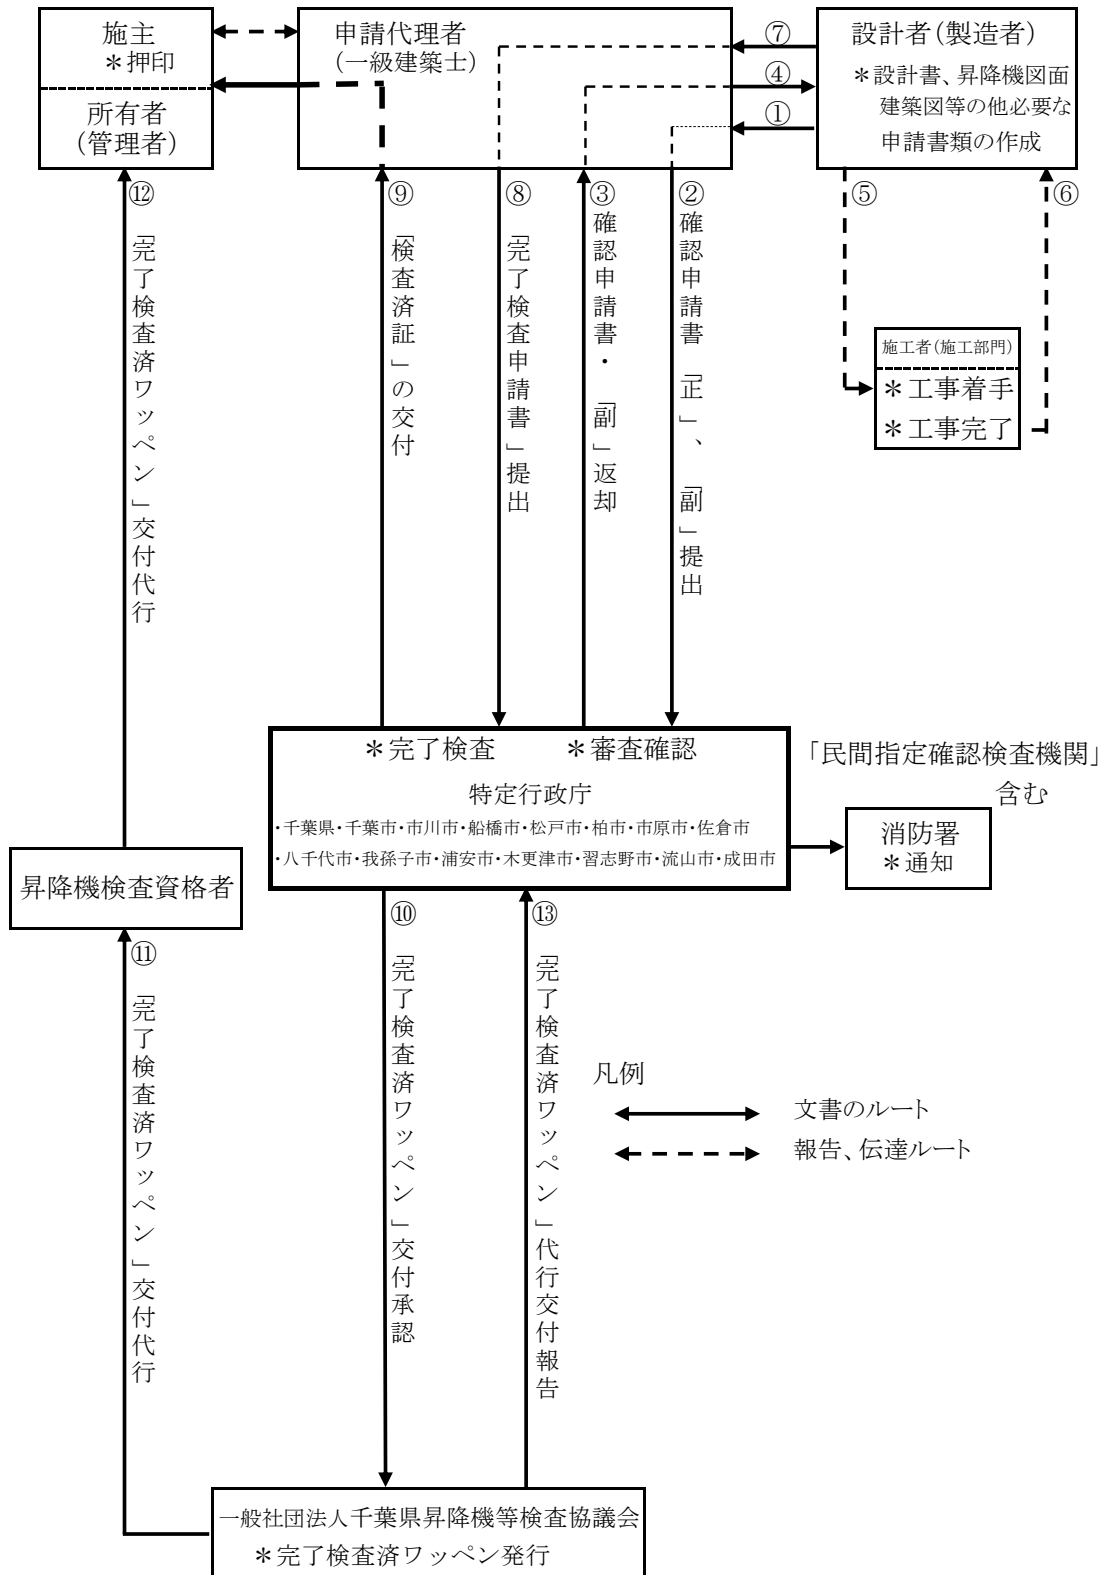 施主
＊押印
所有者
（管理者）
申請代理者
（一級建築士）
⑦
④
①
設計者（製造者）
＊設計書、昇降機図面
建築図等の他必要な
申請書類の作成
⑫
「完了検査済ワッペン」交付代行
⑨
「検査済証」の交付
⑧
「完了検査申請書」提出
③
確認申請書・「副」返却
②
確認申請書「正」、「副」提出
⑤
⑥
施工者（施工部門）
＊工事着手
＊工事完了
＊完了検査
＊審査確認
特定行政庁
・千葉県・千葉市・市川市・船橋市・松戸市・柏市・市原市・佐倉市
・八千代市・我孫子市・浦安市・木更津市・習志野市・流山市・成田市
「民間指定確認検査機関」
含む
消防署
＊通知
昇降機検査資格者
⑪
「完了検査済ワッペン」交付代行
⑩
「完了検査済ワッペン」交付承認
⑬
「完了検査済ワッペン」代行交付報告
凡例
文書のルート
報告、伝達ルート
一般社団法人千葉県昇降機等検査協議会
＊完了検査済ワッペン発行